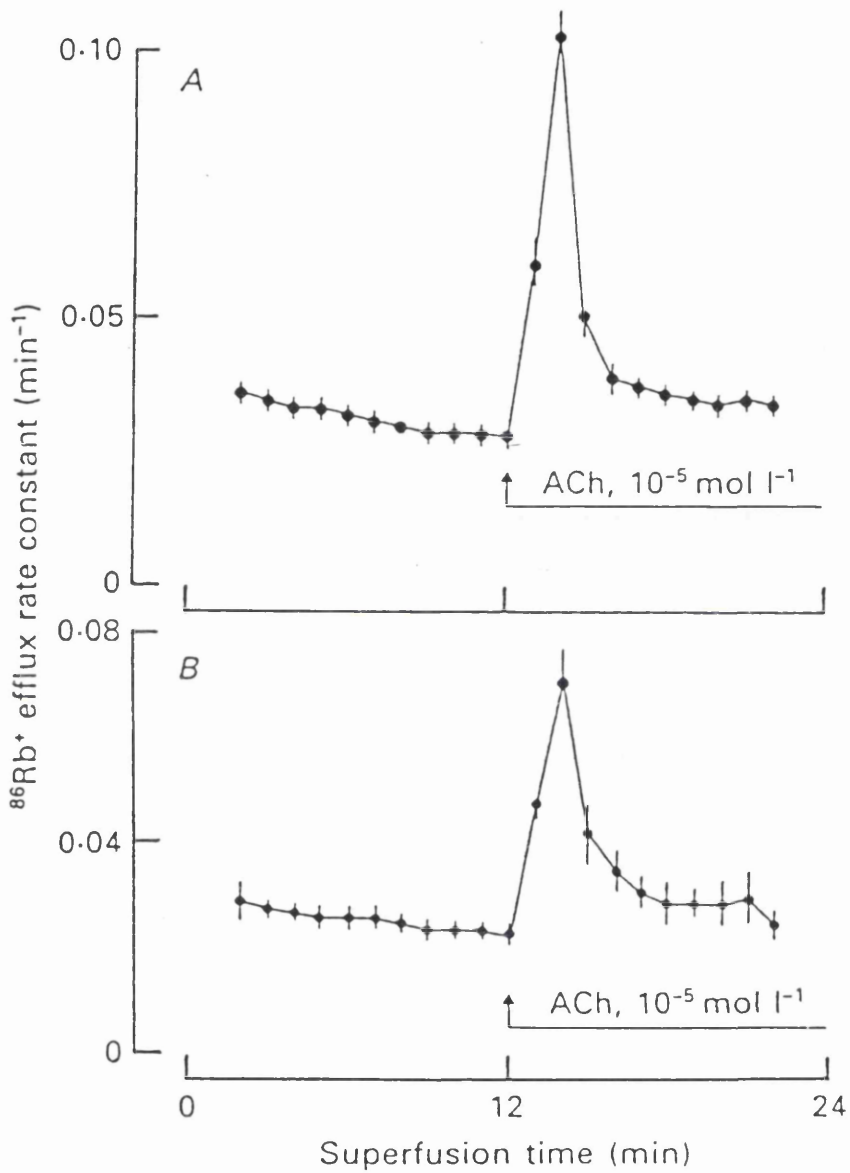 0·10
A
0·05
ACh, 10⁻⁵ mol l⁻¹
0
⁸⁶Rb⁺ efflux rate constant (min⁻¹)
0·08
B
0·04
ACh, 10⁻⁵ mol l⁻¹
0
0 12 24
Superfusion time (min)